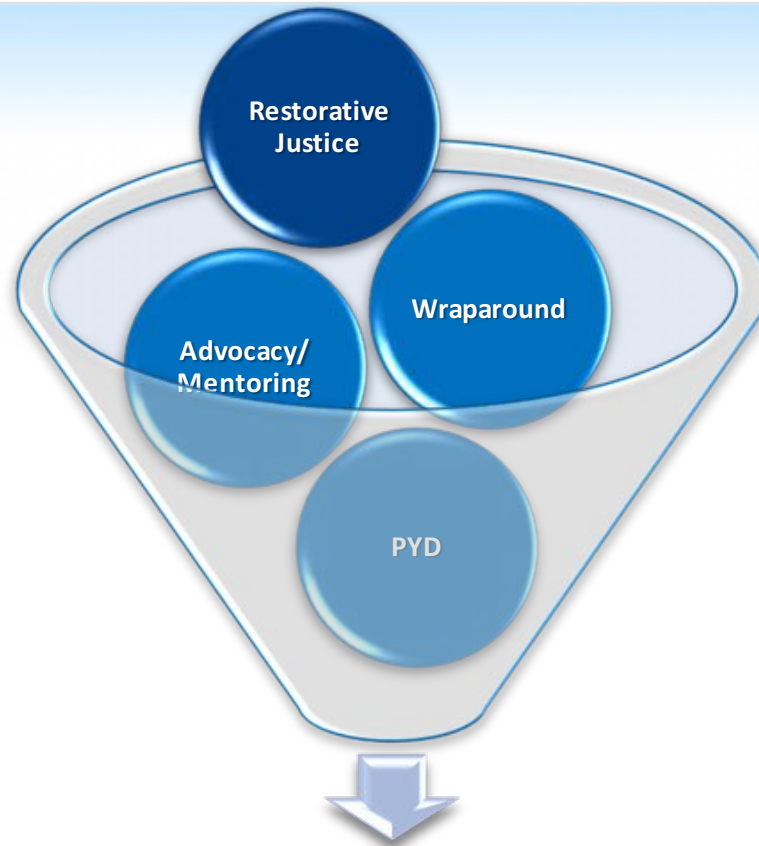 Restorative
Justice
Wraparound
Advocacy/
Mentoring
PYD